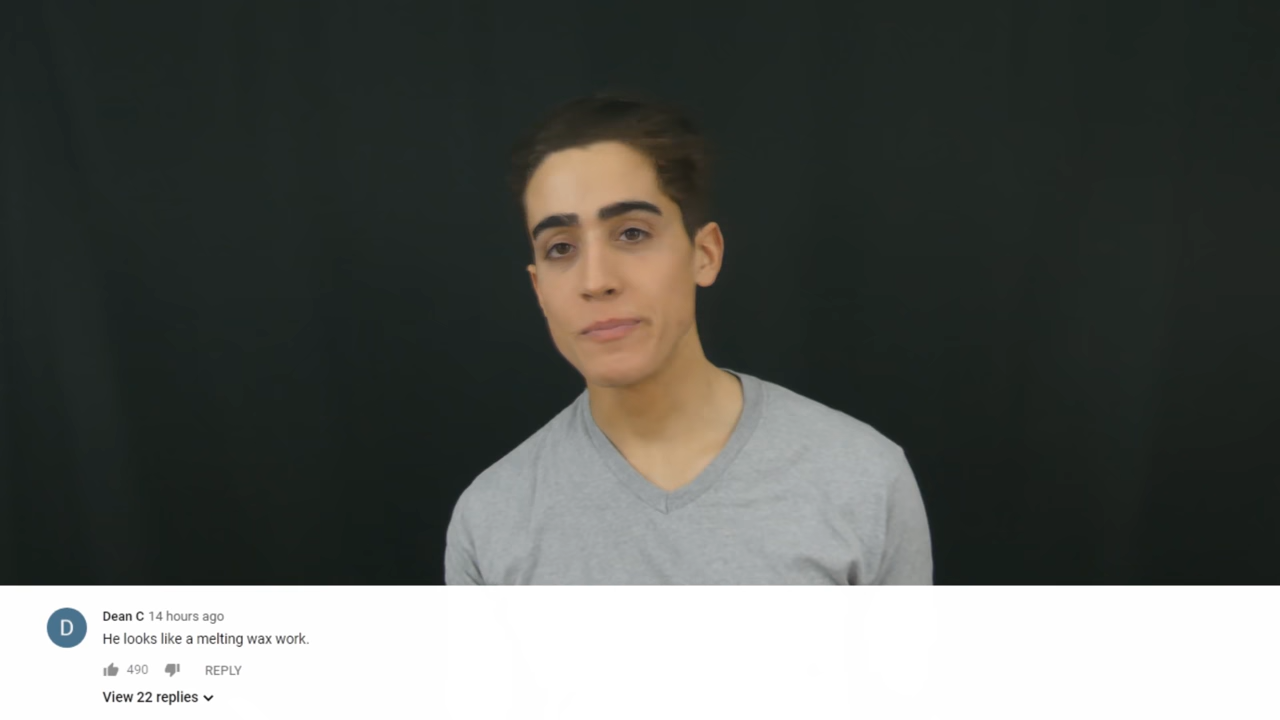 D
Dean C 14 hours ago
He looks like a melting wax work.
490 REPLY
View 22 replies